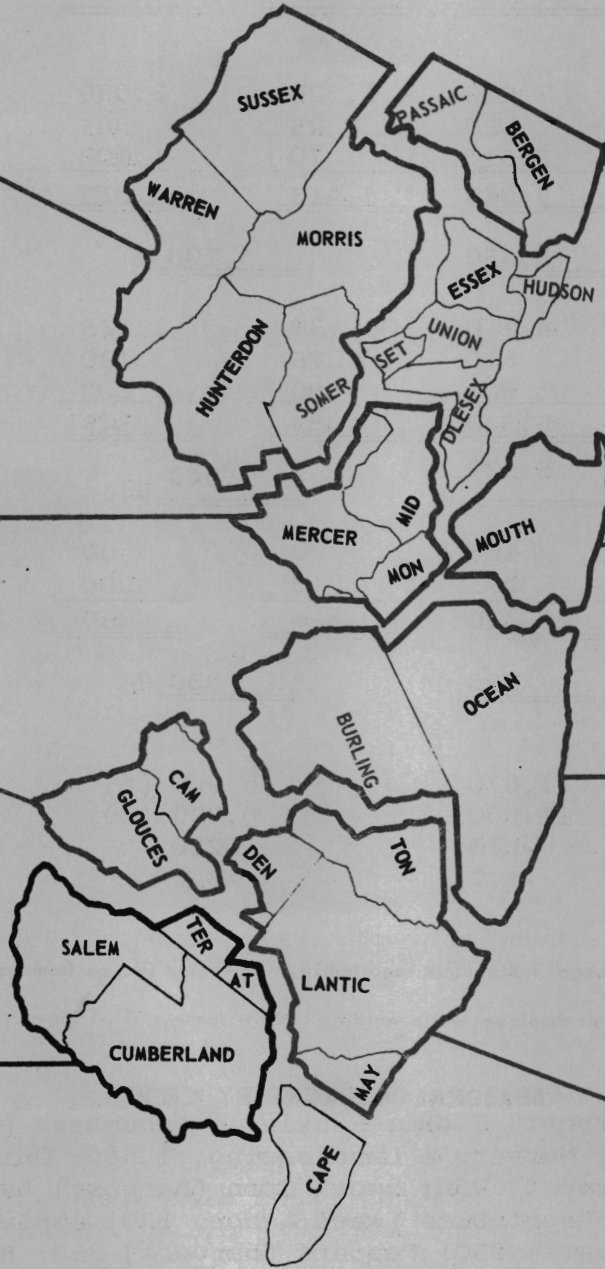 SUSSEX
PASSAIC
BERGEN
WARREN
MORRIS
ESSEX
HUDSON
UNION
SET
HUNTERDON
SOMER
DLESEX
MID
MERCER
MOUTH
MON
OCEAN
BURLING
CAM
GLOUCES
DEN
TON
TER
SALEM
AT
LANTIC
CUMBERLAND
MAY
CAPE